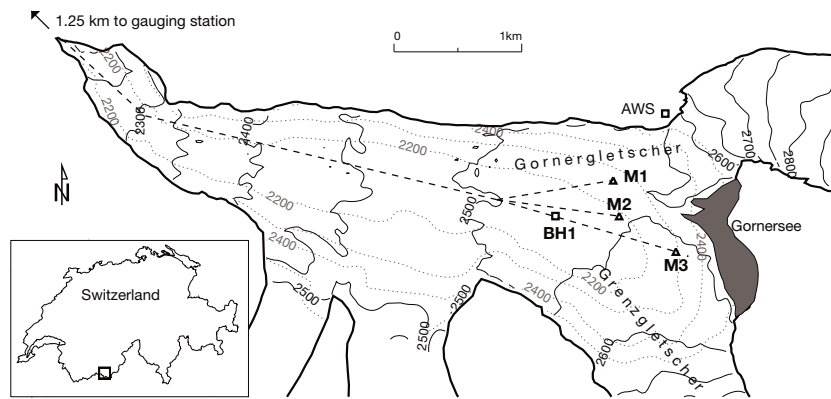 1.25 km to gauging station
0 1km
AWS
2200
2200
2300
2400
2200
2400
2600
2700
2800
Gornergletscher
M1
M2
N
2200
2500
BH1
2400
Gornersee
M3
2400
2500
2500
2500
2400
2200
Grenzgletscher
2600
Switzerland